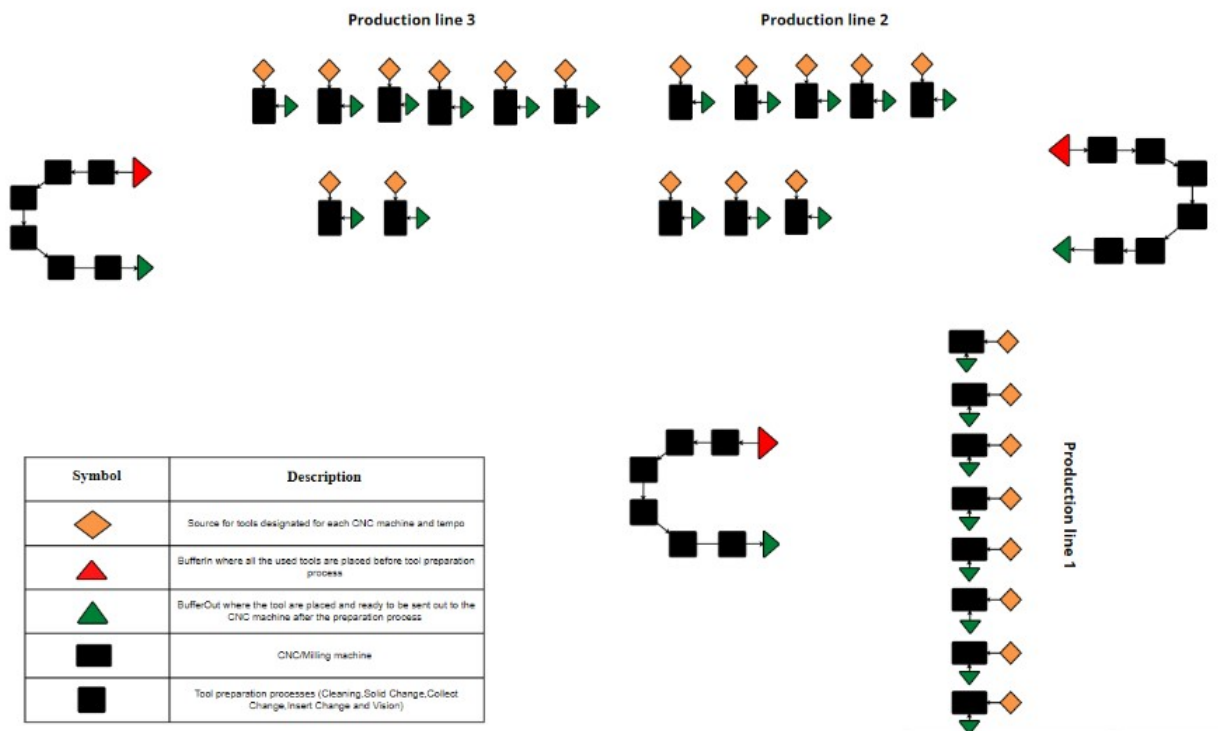 Production line 3
Production line 2
Production line 1
Symbol
Description
Source for tools designated for each CNC machine and tempo
BufferIn where all the used tools are placed before tool preparation
process
BufferOut where the tool are placed and ready to be sent out to the
CNC machine after the preparation process
CNC/Milling machine
Tool preparation processes (Cleaning,Solid Change,Collect
Change,Insert Change and Vision)